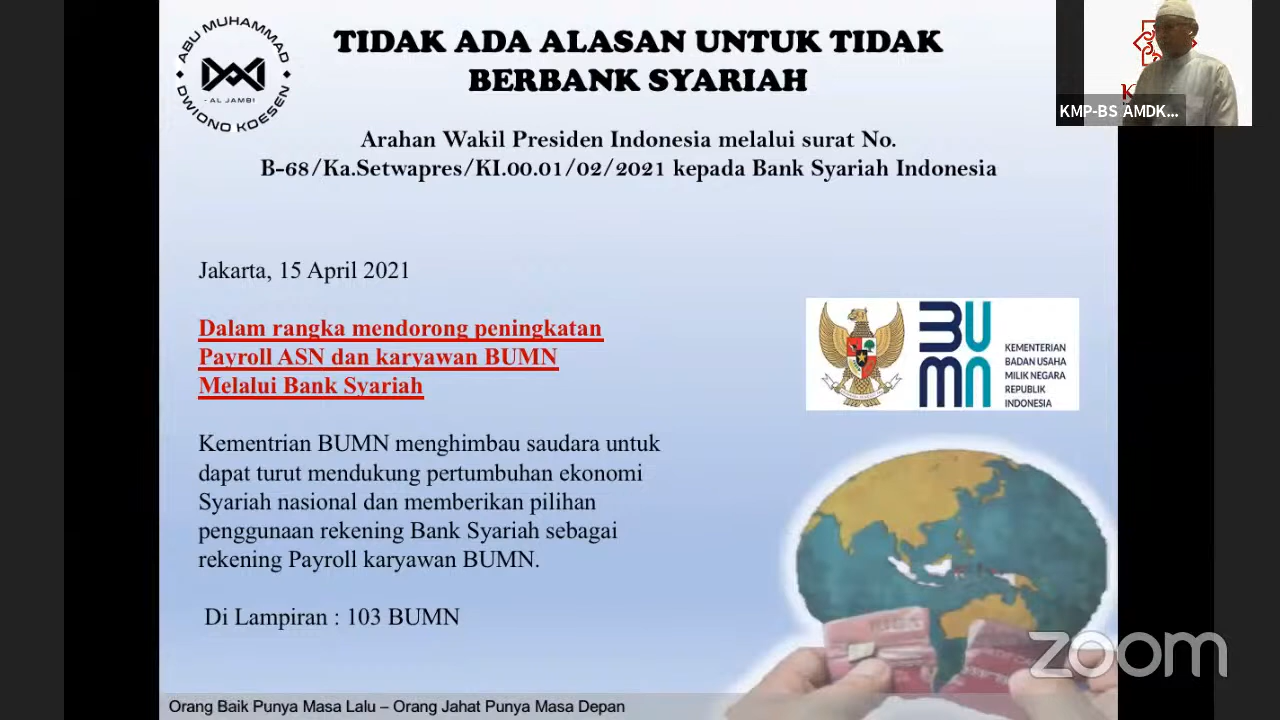 ABU MUHAMMAD
- AL JAMBI -
DWIONO KOESEN
TIDAK ADA ALASAN UNTUK TIDAK
BERBANK SYARIAH
KMP-BS AMDK...
Arahan Wakil Presiden Indonesia melalui surat No.
B-68/Ka.Setwapres/KI.00.01/02/2021 kepada Bank Syariah Indonesia
Jakarta, 15 April 2021
Dalam rangka mendorong peningkatan
Payroll ASN dan karyawan BUMN
Melalui Bank Syariah
BUMN
KEMENTERIAN
BADAN USAHA
MILIK NEGARA
REPUBLIK
INDONESIA
Kementrian BUMN menghimbau saudara untuk
dapat turut mendukung pertumbuhan ekonomi
Syariah nasional dan memberikan pilihan
penggunaan rekening Bank Syariah sebagai
rekening Payroll karyawan BUMN.
Di Lampiran : 103 BUMN
zoom
Orang Baik Punya Masa Lalu – Orang Jahat Punya Masa Depan